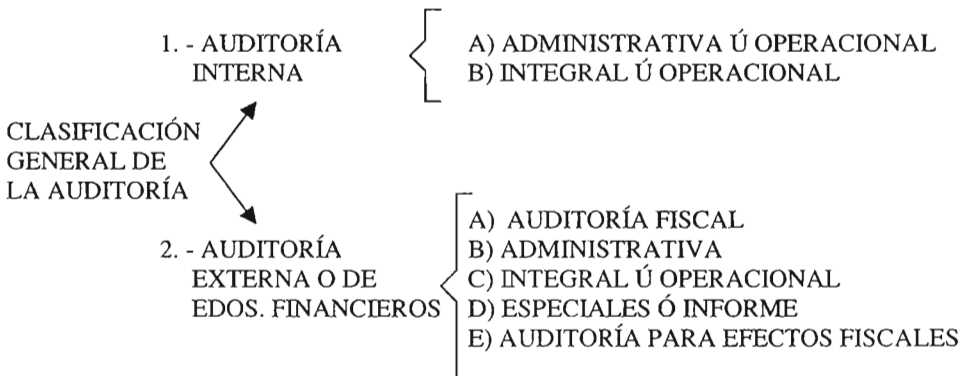 1. - AUDITORÍA
INTERNA
A) ADMINISTRATIVA Ú OPERACIONAL
B) INTEGRAL Ú OPERACIONAL
CLASIFICACIÓN
GENERAL DE
LA AUDITORÍA
2. - AUDITORÍA
EXTERNA O DE
EDOS. FINANCIEROS
A) AUDITORÍA FISCAL
B) ADMINISTRATIVA
C) INTEGRAL Ú OPERACIONAL
D) ESPECIALES Ó INFORME
E) AUDITORÍA PARA EFECTOS FISCALES